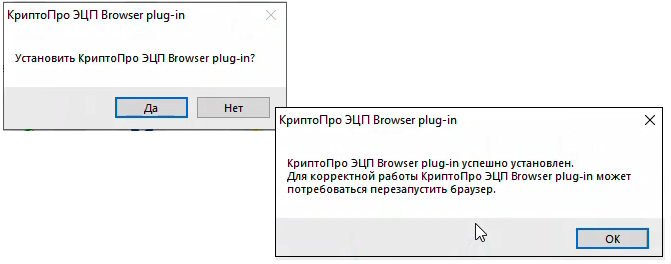 КриптоПро ЭЦП Browser plug-in
Установить КриптоПро ЭЦП Browser plug-in?
Да
Нет
КриптоПро ЭЦП Browser plug-in
КриптоПро ЭЦП Browser plug-in успешно установлен.
Для корректной работы КриптоПро ЭЦП Browser plug-in может
потребоваться перезапустить браузер.
OK